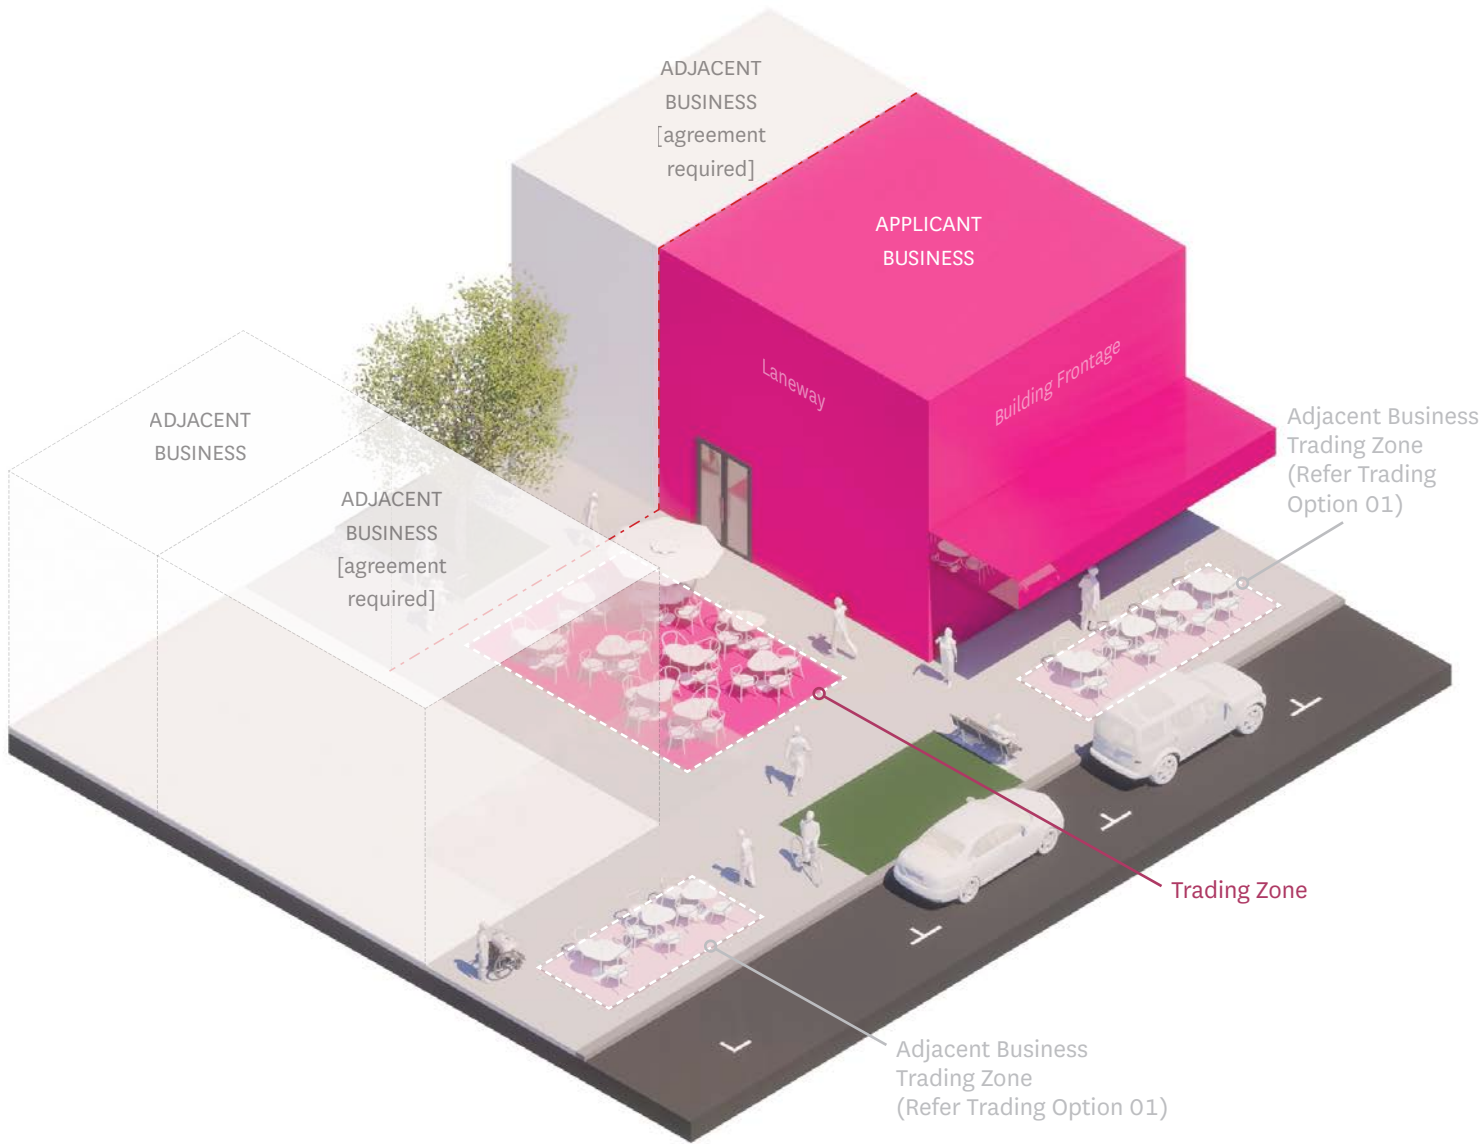 ADJACENT
BUSINESS
[agreement
required]
APPLICANT
BUSINESS
Laneway
Building Frontage
Adjacent Business
Trading Zone
(Refer Trading
Option 01)
ADJACENT
BUSINESS
ADJACENT
BUSINESS
[agreement
required]
Trading Zone
Adjacent Business
Trading Zone
(Refer Trading Option 01)